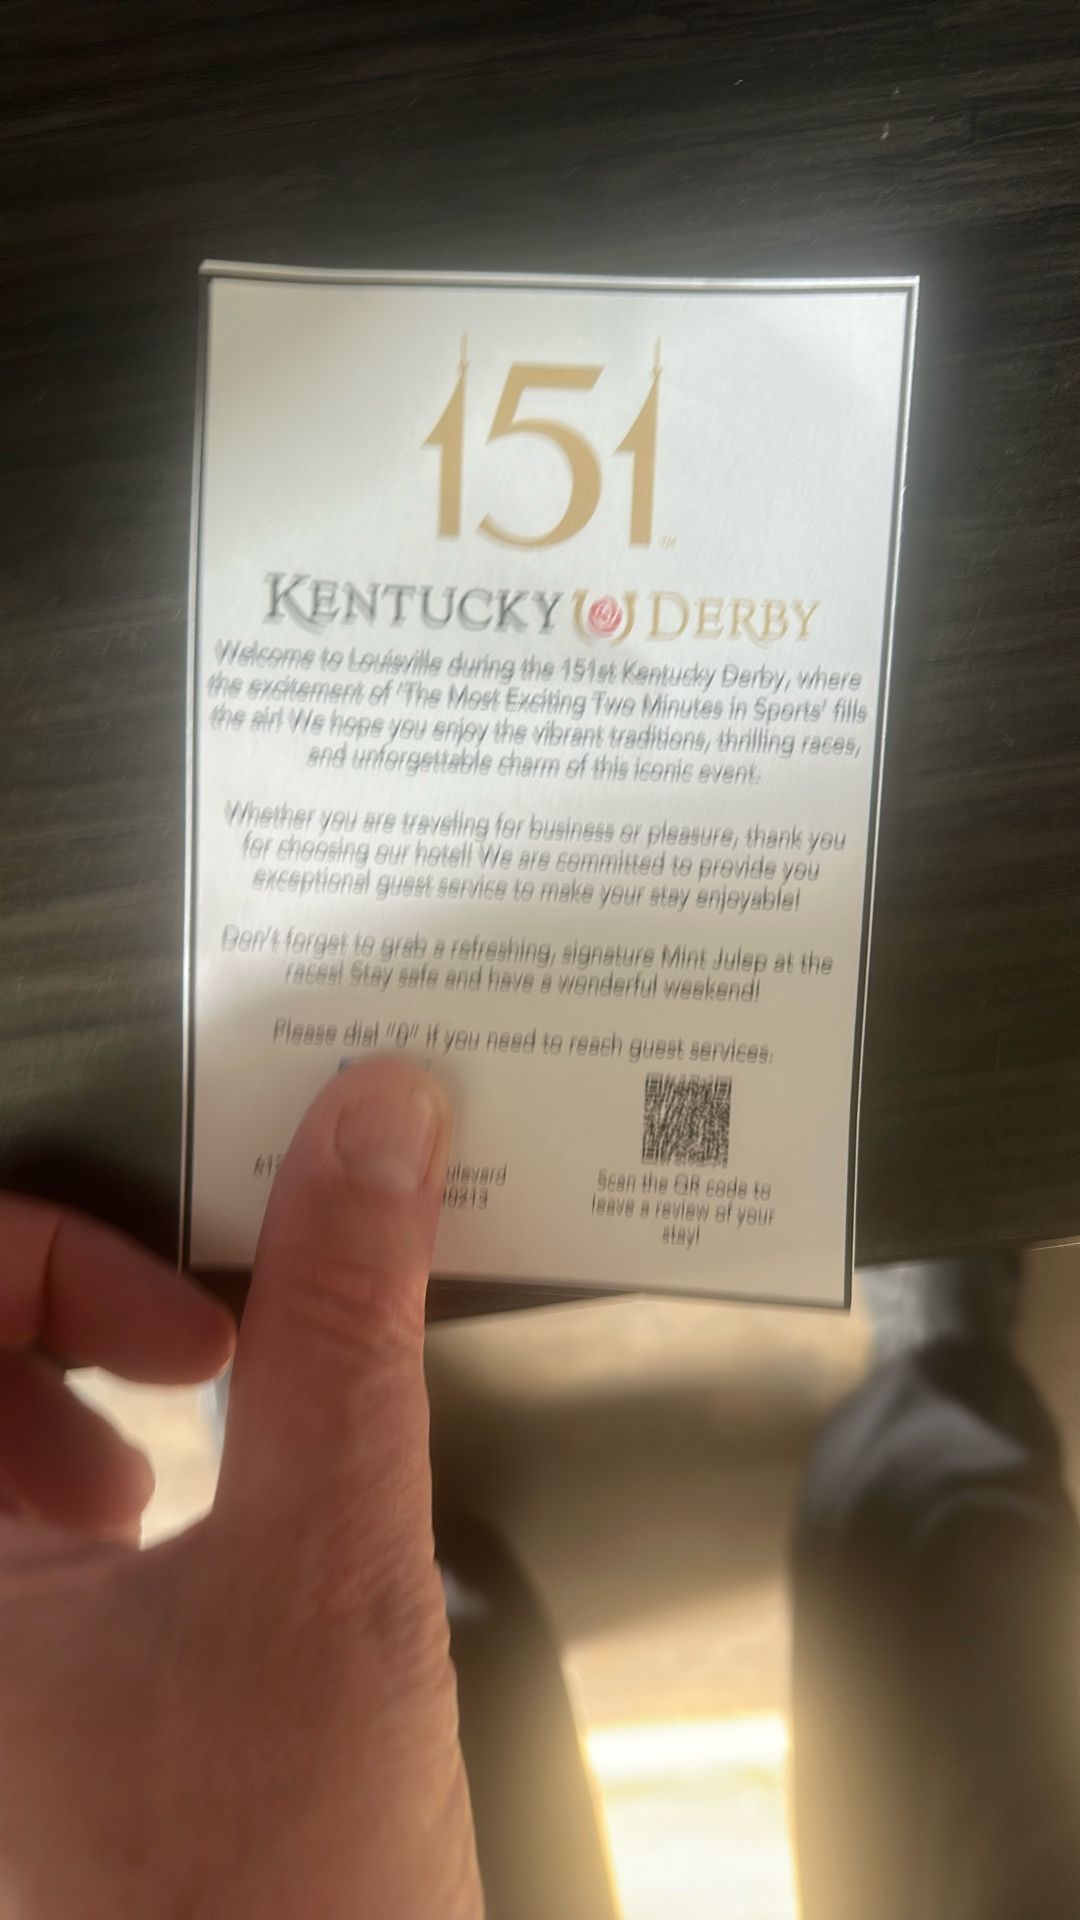 151
™
KENTUCKY DERBY
Welcome to Louisville during the 151st Kentucky Derby, where
the excitement of 'The Most Exciting Two Minutes in Sports' fills
the air! We hope you enjoy the vibrant traditions, thrilling races,
and unforgettable charm of this iconic event.
Whether you are traveling for business or pleasure, thank you
for choosing our hotel! We are committed to provide you
exceptional guest service to make your stay enjoyable!
Don't forget to grab a refreshing, signature Mint Julep at the
races! Stay safe and have a wonderful weekend!
Please dial "0" if you need to reach guest services.
Scan the QR code to
leave a review of your
stay!